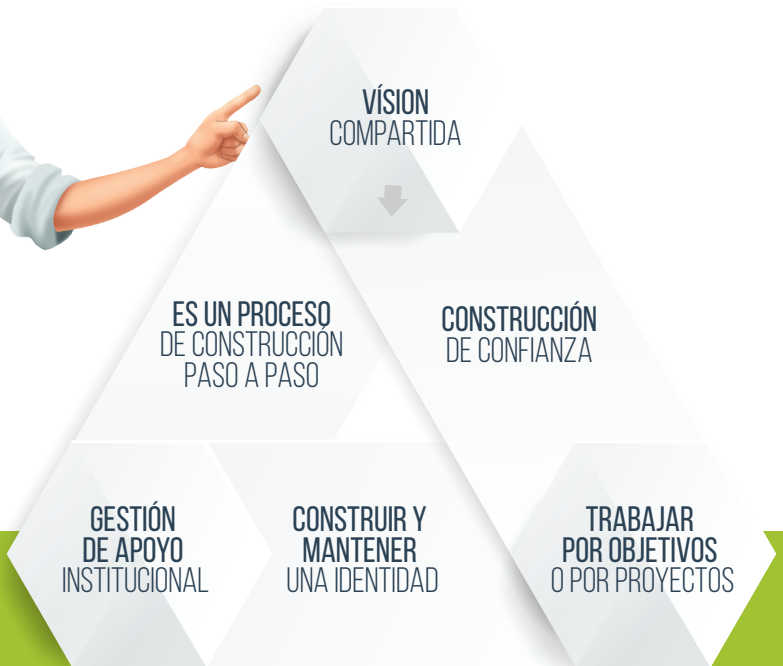 VÍSION
COMPARTIDA
ES UN PROCESO
DE CONSTRUCCIÓN
PASO A PASO
CONSTRUCCIÓN
DE CONFIANZA
GESTIÓN
DE APOYO
INSTITUCIONAL
CONSTRUIR Y
MANTENER
UNA IDENTIDAD
TRABAJAR
POR OBJETIVOS
O POR PROYECTOS